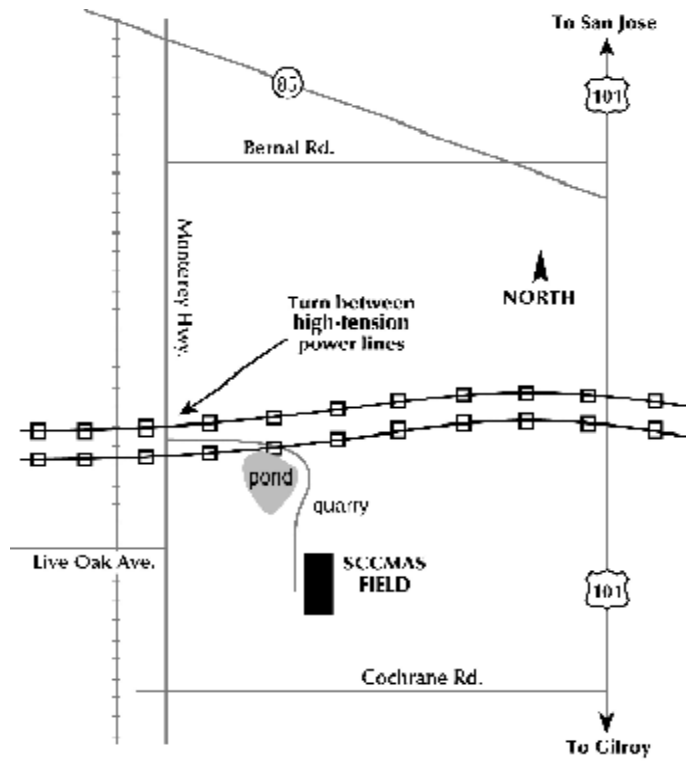 To San Jose
101
85
Bernal Rd.
Monterey Hwy.
NORTH
Turn between
high-tension
power lines
pond
quarry
Live Oak Ave.
SCCMAS
FIELD
101
Cochrane Rd.
To Gilroy